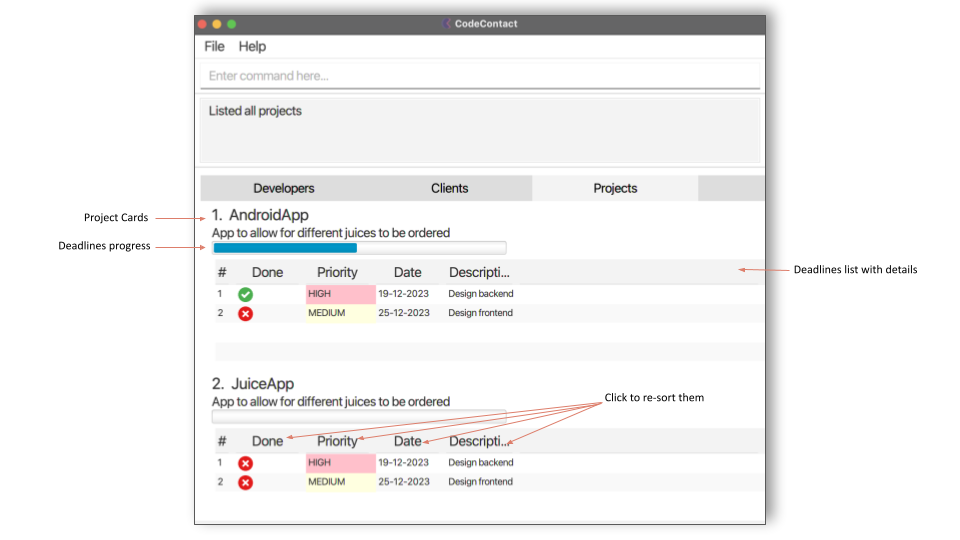 CodeContact
File Help
Enter command here...
Listed all projects
Developers Clients Projects
Project Cards
1. AndroidApp
App to allow for different juices to be ordered
Deadlines progress
Deadlines list with details
# Done Priority Date Descripti...
1 HIGH 19-12-2023 Design backend
2 MEDIUM 25-12-2023 Design frontend
2. JuiceApp
App to allow for different juices to be ordered
Click to re-sort them
# Done Priority Date Descripti...
1 HIGH 19-12-2023 Design backend
2 MEDIUM 25-12-2023 Design frontend